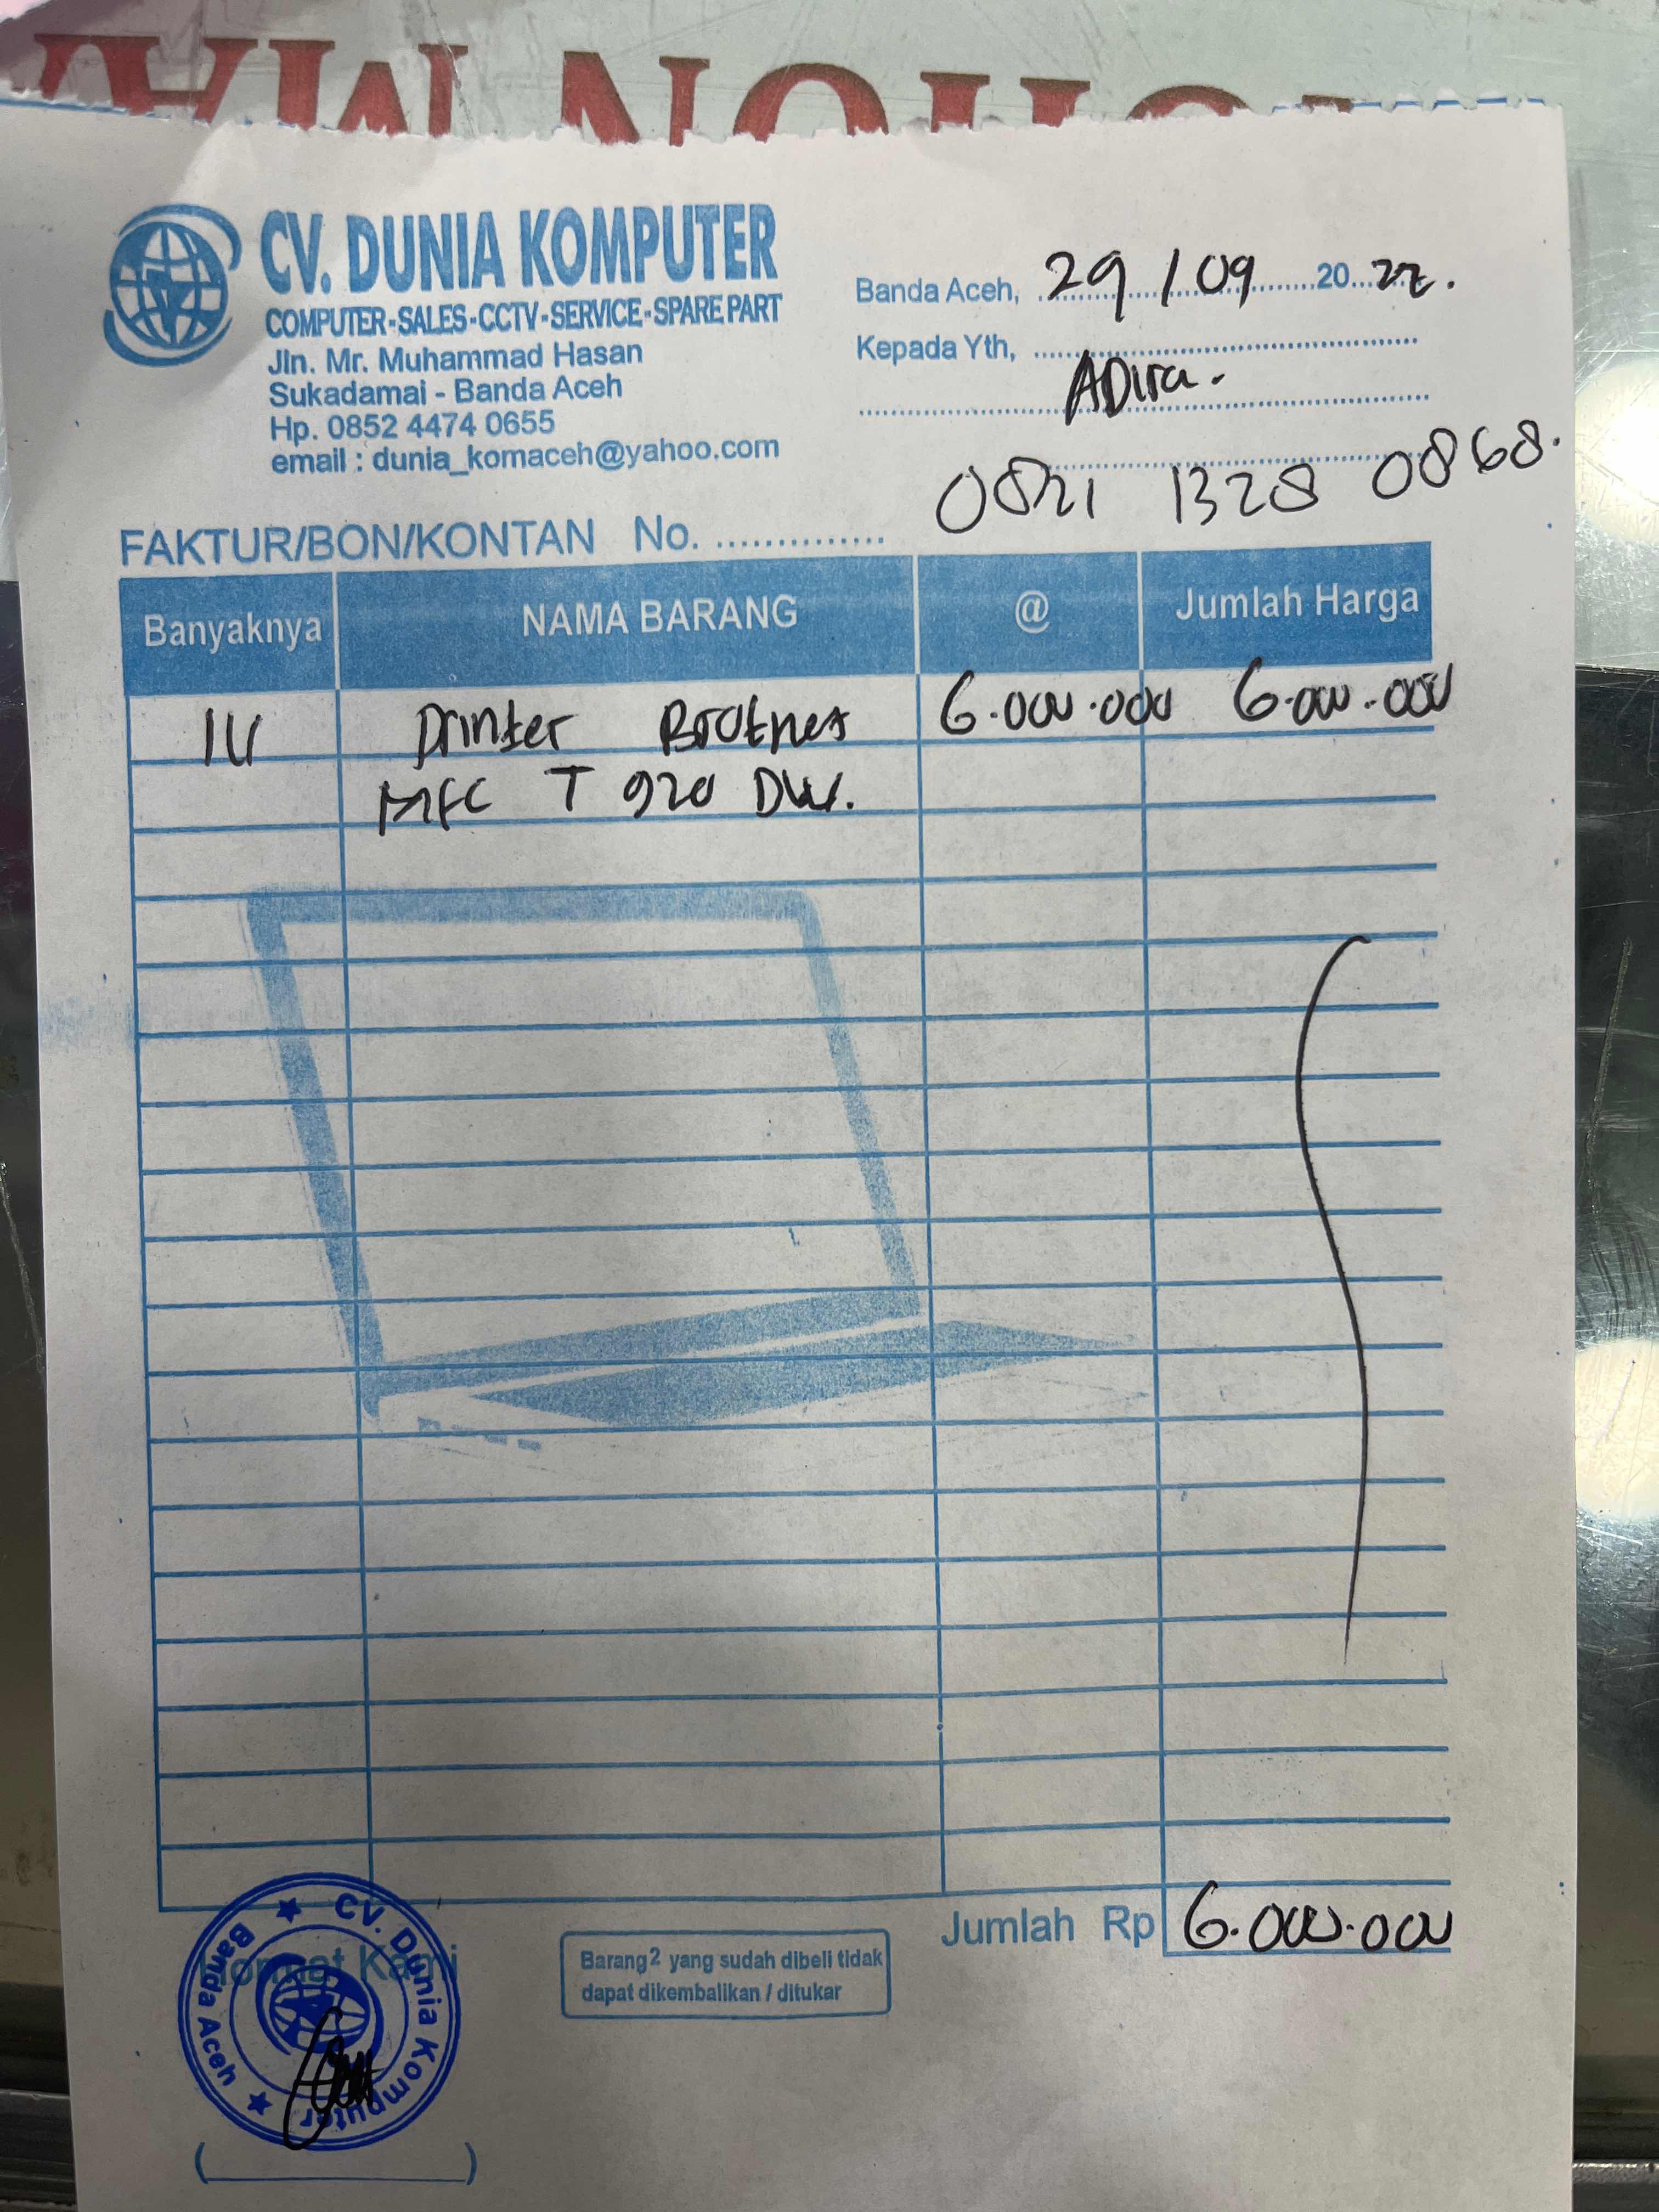 CV. DUNIA KOMPUTER
COMPUTER-SALES-CCTV-SERVICE-SPARE PART
Jln. Mr. Muhammad Hasan
Sukadamai - Banda Aceh
Hp. 0852 4474 0655
email : dunia_komaceh@yahoo.com
Banda Aceh, 29/09 2022.
Kepada Yth,
ADira.
0821 1328 0868.
FAKTUR/BON/KONTAN No.
Banyaknya NAMA BARANG @ Jumlah Harga
1U Printer Brother 6.000.000 6.000.000
MFC T 920 DW.
Jumlah Rp 6.000.000
Hormat Kami
Barang2 yang sudah dibeli tidak
dapat dikembalikan / ditukar
CV. Dunia Komputer
Banda Aceh